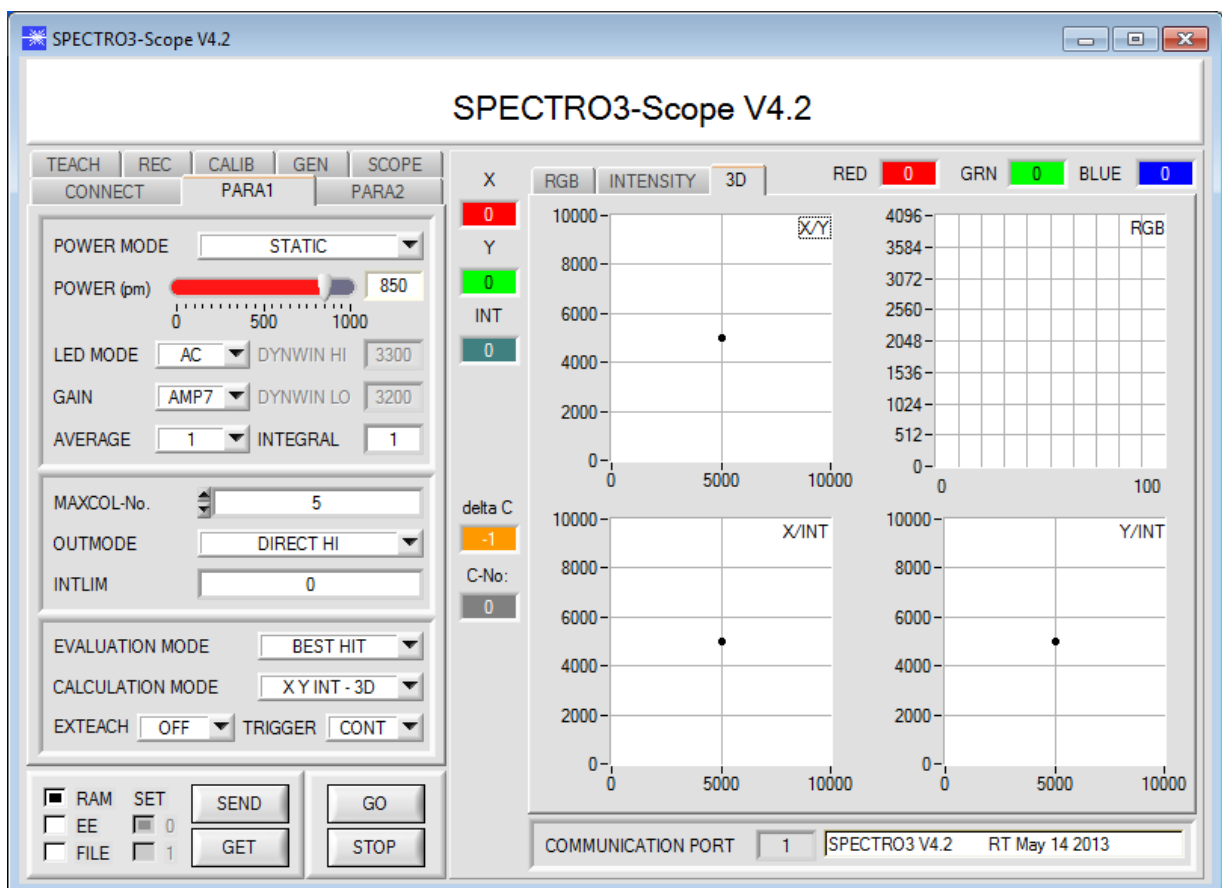 SPECTRO3-Scope V4.2
SPECTRO3-Scope V4.2
TEACH REC CALIB GEN SCOPE
CONNECT PARA1 PARA2
POWER MODE STATIC
POWER (pm) 850
0 500 1000
LED MODE AC DYNWIN HI 3300
GAIN AMP7 DYNWIN LO 3200
AVERAGE 1 INTEGRAL 1
MAXCOL-No. 5
OUTMODE DIRECT HI
INTLIM 0
EVALUATION MODE BEST HIT
CALCULATION MODE X Y INT - 3D
EXTEACH OFF TRIGGER CONT
RAM SET SEND GO
EE 0
FILE 1 GET STOP
X
0
Y
0
INT
0
delta C
-1
C-No:
0
RGB INTENSITY 3D RED 0 GRN 0 BLUE 0
X/Y
10000
8000
6000
4000
2000
0
0 5000 10000
RGB
4096
3584
3072
2560
2048
1536
1024
512
0
0 100
X/INT
10000
8000
6000
4000
2000
0
0 5000 10000
Y/INT
10000
8000
6000
4000
2000
0
0 5000 10000
COMMUNICATION PORT 1 SPECTRO3 V4.2 RT May 14 2013